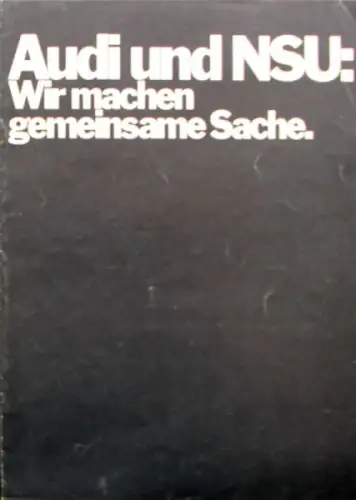 Audi und NSU:
Wir machen
gemeinsame Sache.